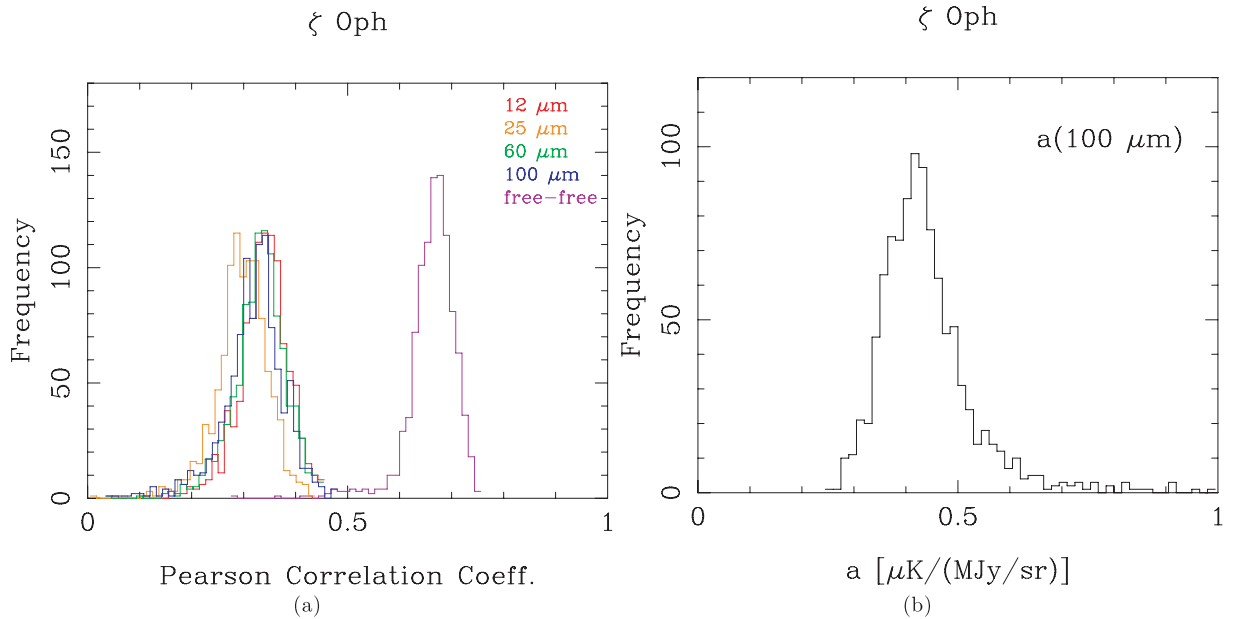 ζ Oph
12 μm
25 μm
60 μm
100 μm
free-free
150
100
50
0
Frequency
0 0.5 1
Pearson Correlation Coeff.
(a)
ζ Oph
a(100 μm)
100
50
0
Frequency
0 0.5 1
a [μK/(MJy/sr)]
(b)